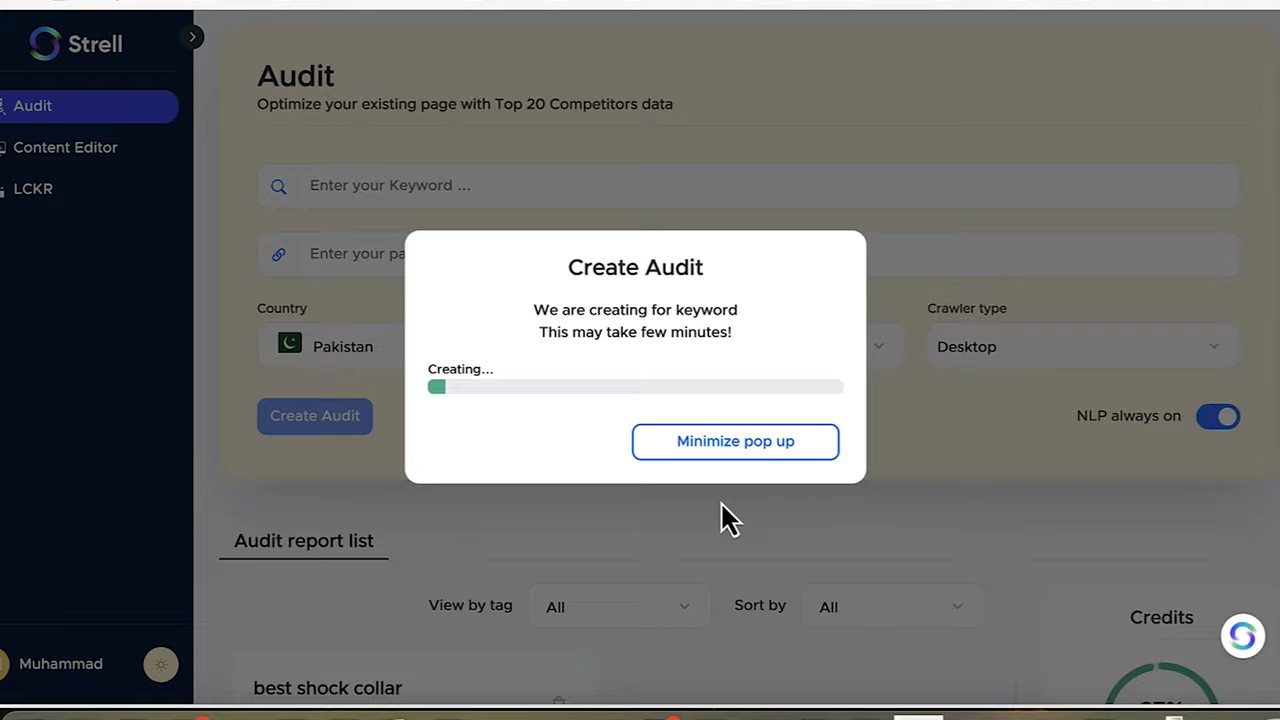 Strell
Audit
Content Editor
LCKR
Muhammad
Audit
Optimize your existing page with Top 20 Competitors data
Enter your Keyword ...
Enter your pa
Country
Pakistan
Crawler type
Desktop
Create Audit
NLP always on
Create Audit
We are creating for keyword
This may take few minutes!
Creating...
Minimize pop up
Audit report list
View by tag
All
Sort by
All
Credits
best shock collar